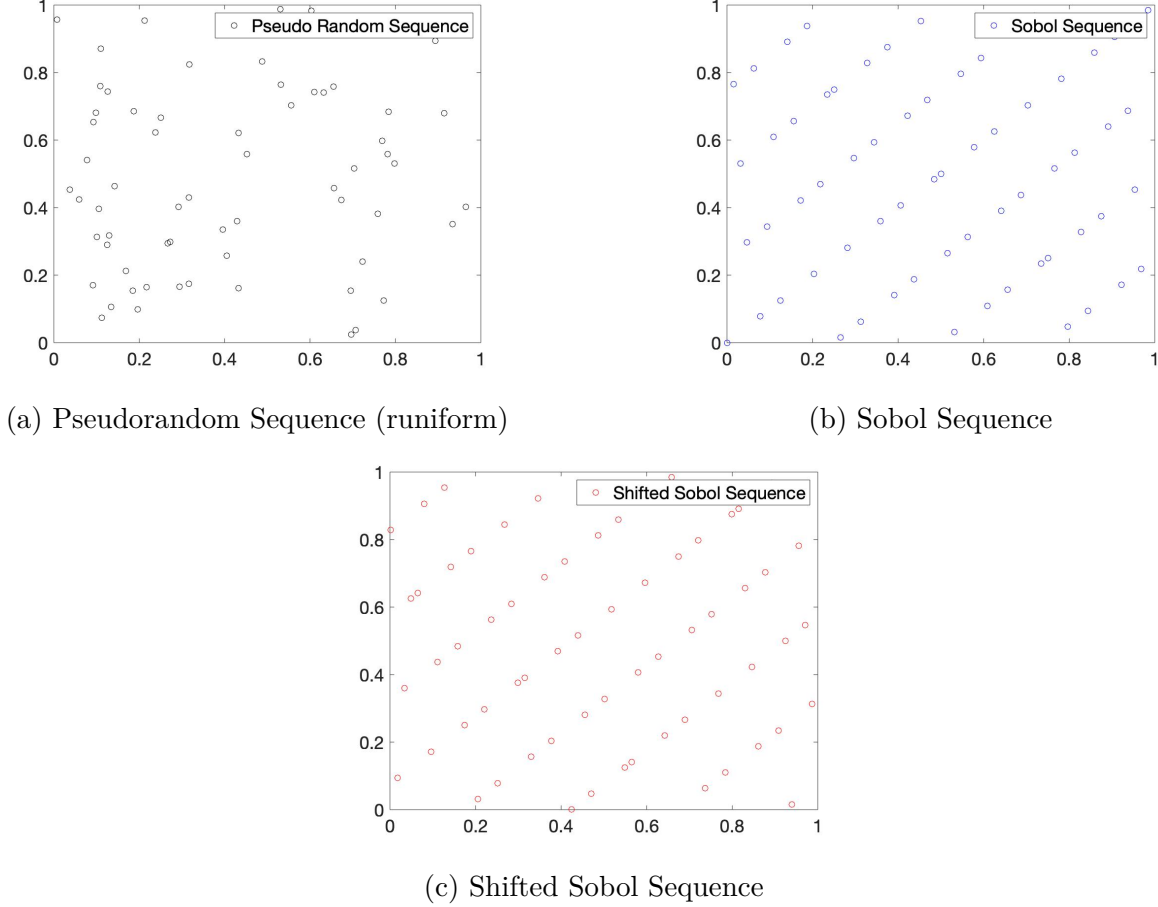 Pseudo Random Sequence
1
0.8
0.6
0.4
0.2
0
0 0.2 0.4 0.6 0.8 1
(a) Pseudorandom Sequence (runiform)
Sobol Sequence
1
0.8
0.6
0.4
0.2
0
0 0.2 0.4 0.6 0.8 1
(b) Sobol Sequence
Shifted Sobol Sequence
1
0.8
0.6
0.4
0.2
0
0 0.2 0.4 0.6 0.8 1
(c) Shifted Sobol Sequence